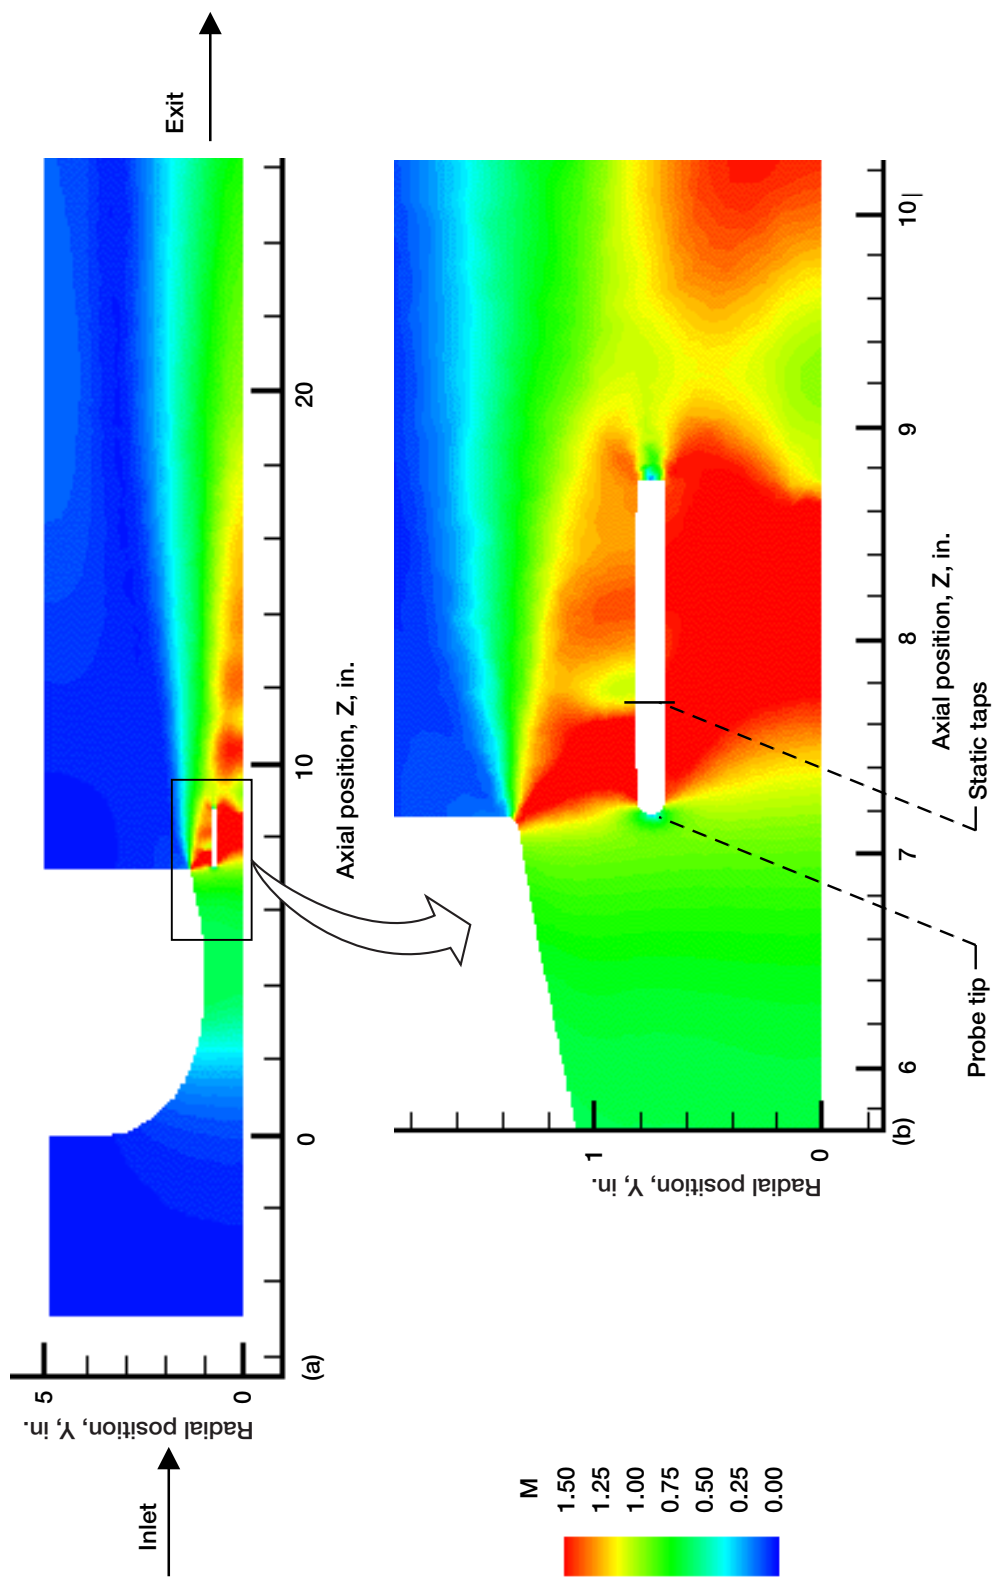 Inlet
Exit
Radial position, Y, in.
5
0
0
10
20
(a)
Axial position, Z, in.
M
1.50
1.25
1.00
0.75
0.50
0.25
0.00
Radial position, Y, in.
1
0
6
7
8
9
10|
(b)
Axial position, Z, in.
Probe tip
Static taps